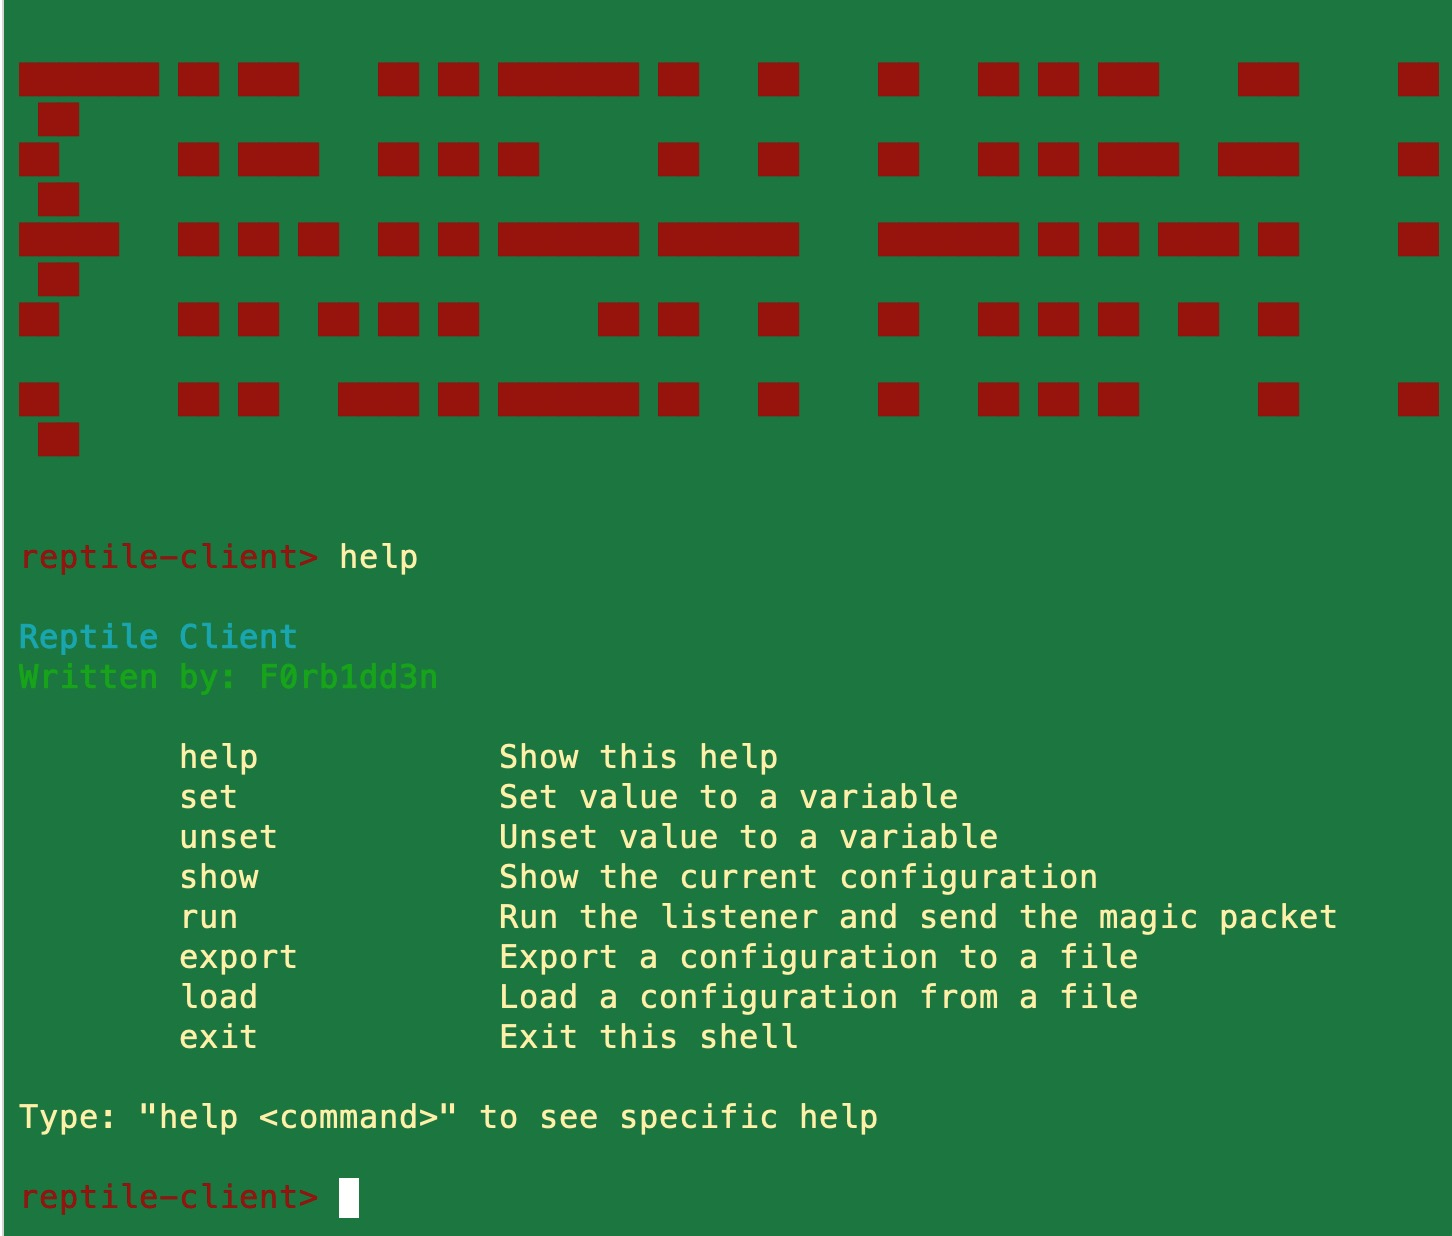 FINISH HIM !!
reptile-client> help
Reptile Client
Written by: F0rb1dd3n
help Show this help
set Set value to a variable
unset Unset value to a variable
show Show the current configuration
run Run the listener and send the magic packet
export Export a configuration to a file
load Load a configuration from a file
exit Exit this shell
Type: "help <command>" to see specific help
reptile-client>